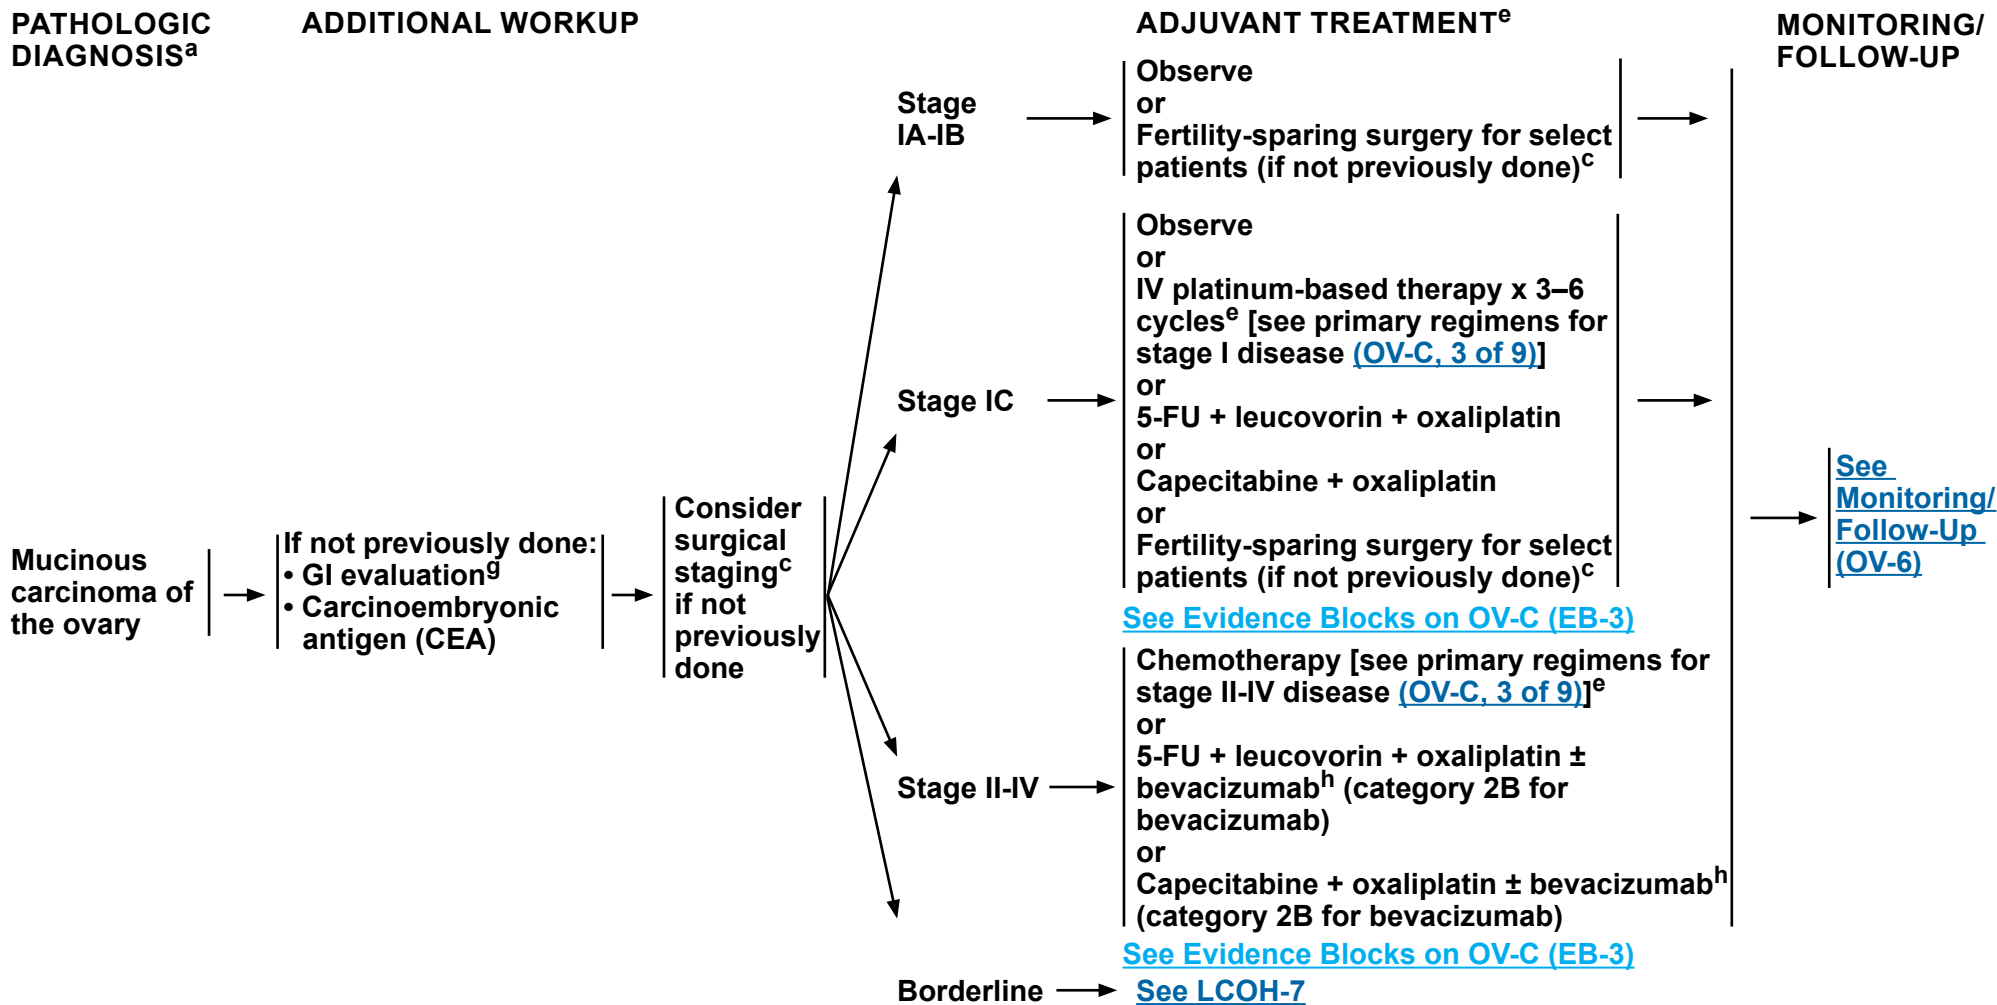 PATHOLOGIC
DIAGNOSISa
ADDITIONAL WORKUP
ADJUVANT TREATMENTe
MONITORING/
FOLLOW-UP
Mucinous
carcinoma of
the ovary
If not previously done:
• GI evaluationg
• Carcinoembryonic
antigen (CEA)
Consider
surgical
stagingc
if not
previously
done
Stage
IA-IB
Observe
or
Fertility-sparing surgery for select
patients (if not previously done)c
Stage IC
Observe
or
IV platinum-based therapy x 3–6
cyclese [see primary regimens for
stage I disease (OV-C, 3 of 9)]
or
5-FU + leucovorin + oxaliplatin
or
Capecitabine + oxaliplatin
or
Fertility-sparing surgery for select
patients (if not previously done)c
See Evidence Blocks on OV-C (EB-3)
Stage II-IV
Chemotherapy [see primary regimens for
stage II-IV disease (OV-C, 3 of 9)]e
or
5-FU + leucovorin + oxaliplatin ±
bevacizumabh (category 2B for
bevacizumab)
or
Capecitabine + oxaliplatin ± bevacizumabh
(category 2B for bevacizumab)
See Evidence Blocks on OV-C (EB-3)
Borderline
See LCOH-7
See
Monitoring/
Follow-Up
(OV-6)